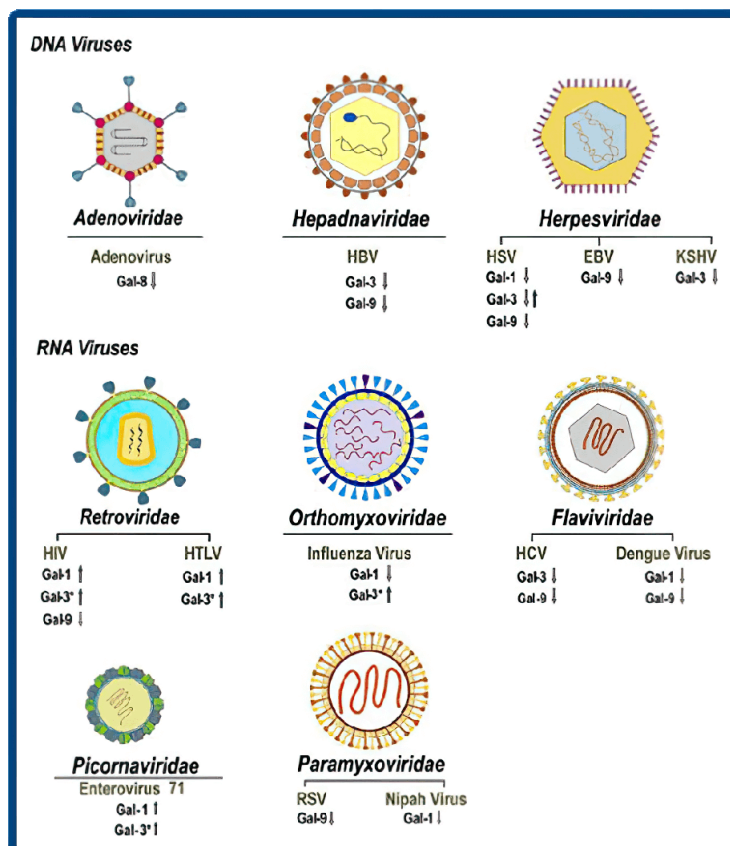 DNA Viruses
Adenoviridae
Adenovirus
Gal-8 ⇩
Hepadnaviridae
HBV
Gal-3 ⇩
Gal-9 ⇩
Herpesviridae
HSV
Gal-1 ⇩
Gal-3 ⇩↑
Gal-9 ⇩
EBV
Gal-9 ⇩
KSHV
Gal-3 ⇩
RNA Viruses
Retroviridae
HIV
Gal-1 ↑
Gal-3* ↑
Gal-9 ⇩
HTLV
Gal-1 ↑
Gal-3* ↑
Orthomyxoviridae
Influenza Virus
Gal-1 ⇩
Gal-3* ↑
Flaviviridae
HCV
Gal-3 ⇩
Gal-9 ⇩
Dengue Virus
Gal-1 ⇩
Gal-9 ⇩
Picornaviridae
Enterovirus 71
Gal-1 ↑
Gal-3* ↑
Paramyxoviridae
RSV
Gal-9 ⇩
Nipah Virus
Gal-1 ⇩